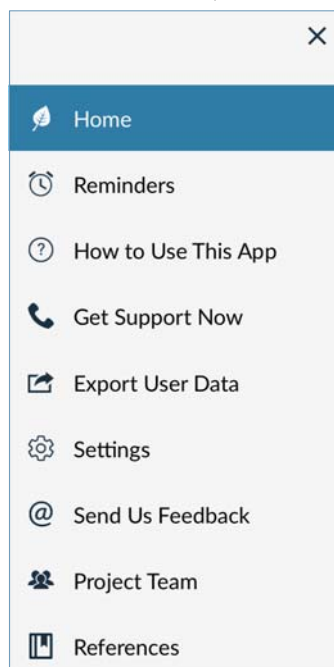 Home
Reminders
How to Use This App
Get Support Now
Export User Data
Settings
Send Us Feedback
Project Team
References